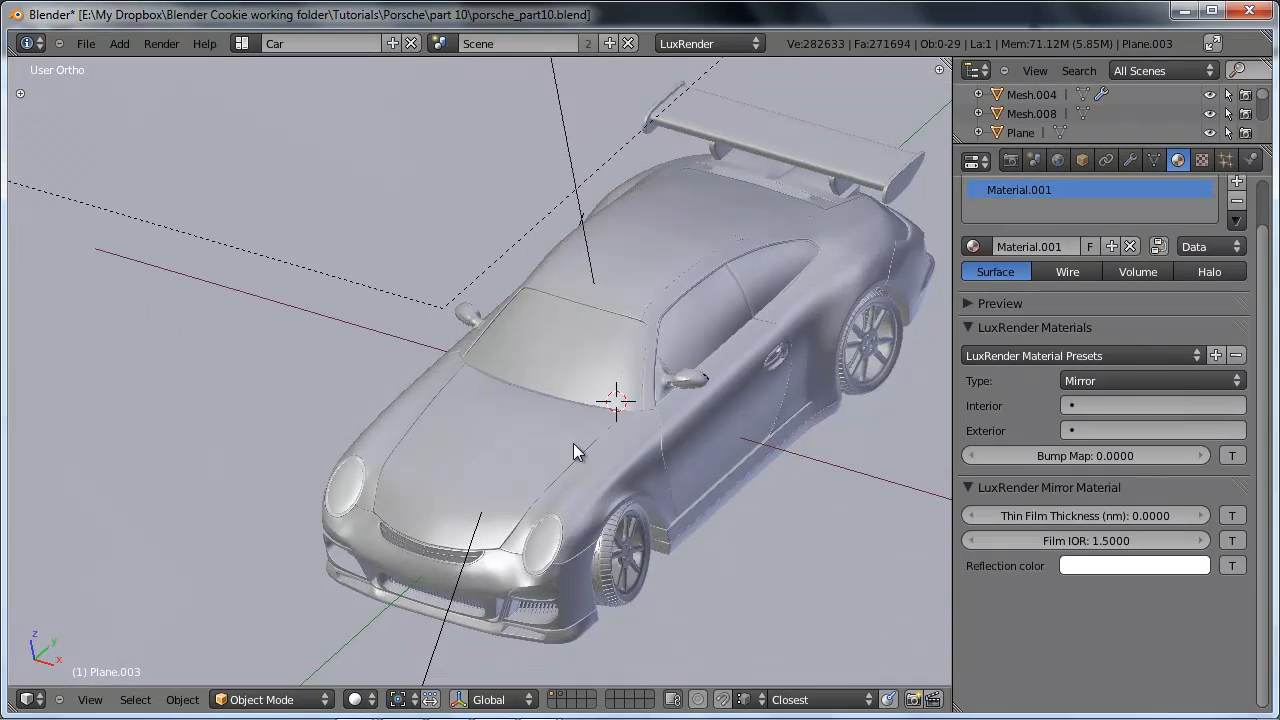 Blender* [E:\My Dropbox\Blender Cookie working folder\Tutorials\Porsche\part 10\porsche_part10.blend]
File Add Render Help Car Scene 2 LuxRender Ve:282633 | Fa:271694 | Ob:0-29 | La:1 | Mem:71.12M (5.85M) | Plane.003
User Ortho
View Search All Scenes
Mesh.004
Mesh.008
Plane
Material.001
Material.001 F Data
Surface Wire Volume Halo
Preview
LuxRender Materials
LuxRender Material Presets
Type: Mirror
Interior
Exterior
Bump Map: 0.0000 T
LuxRender Mirror Material
Thin Film Thickness (nm): 0.0000 T
Film IOR: 1.5000 T
Reflection color T
z
y
x
(1) Plane.003
View Select Object Object Mode Global Closest